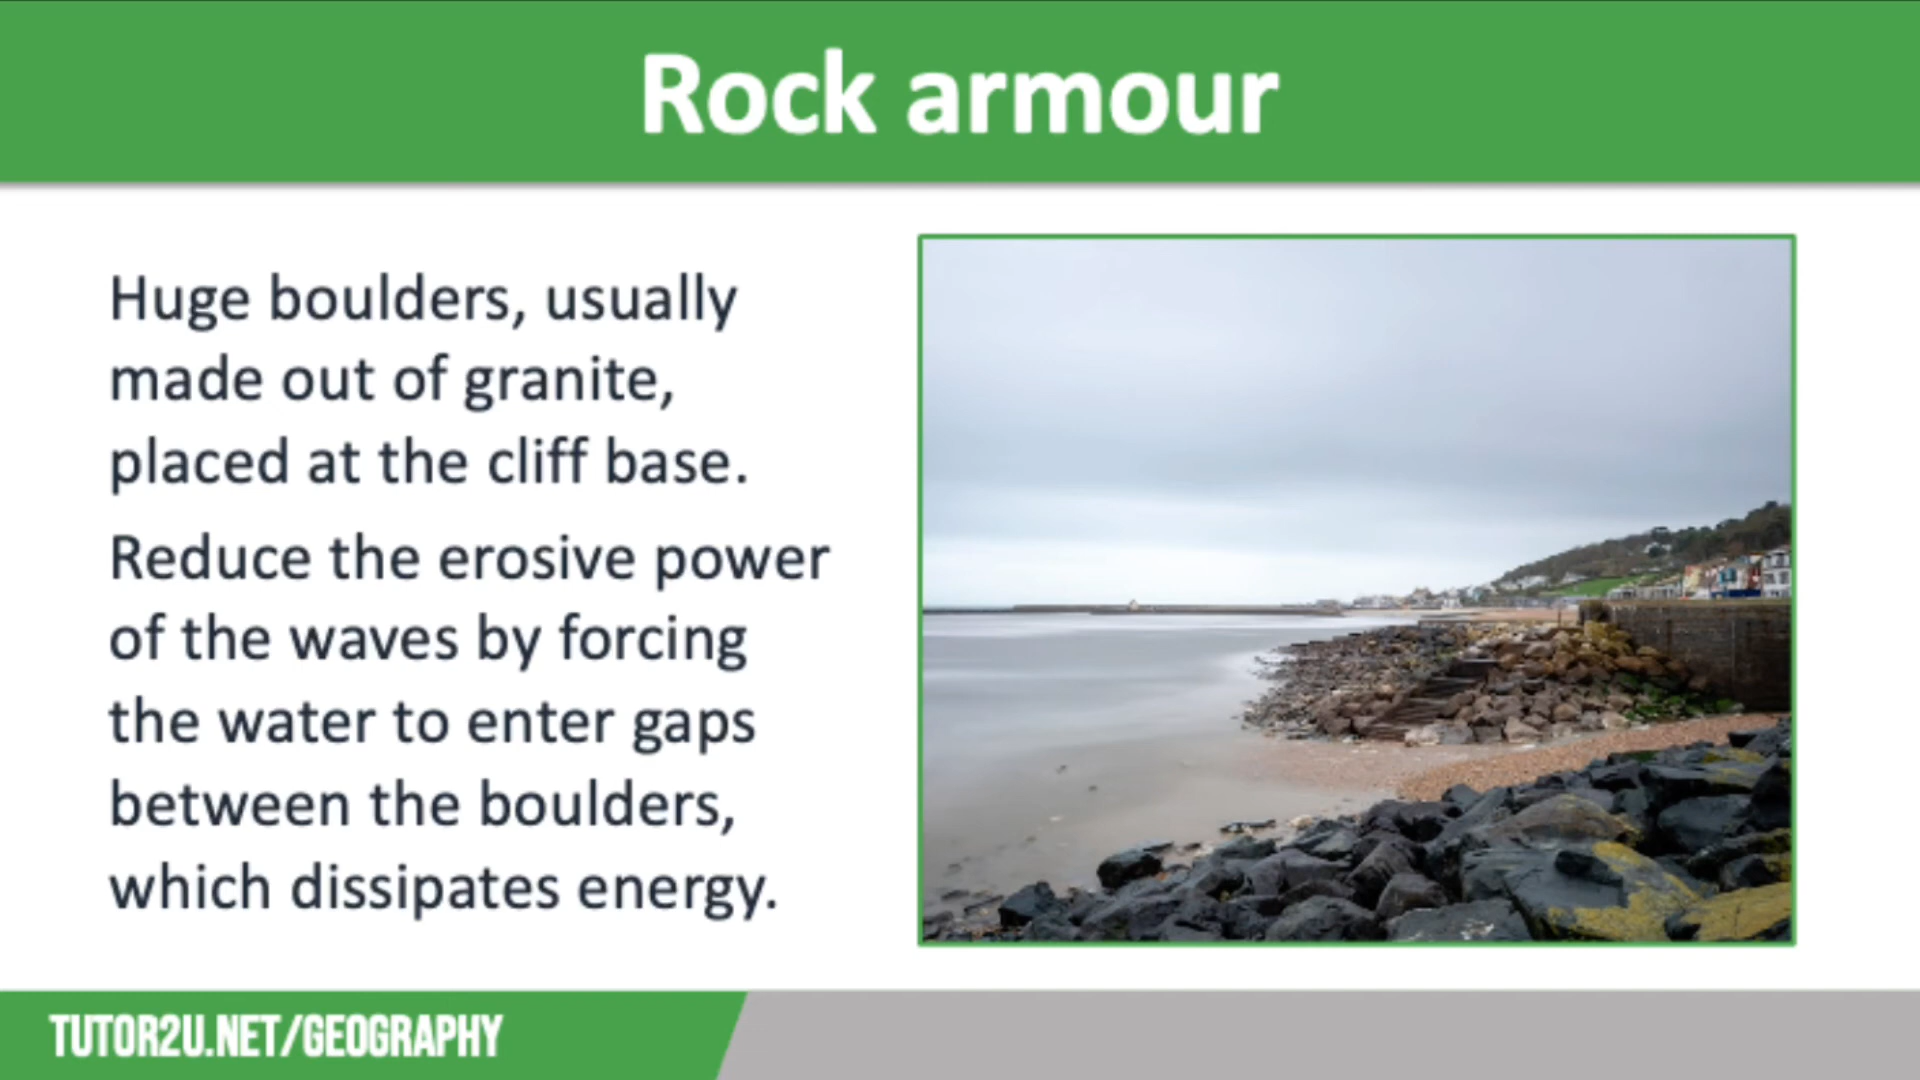 Rock armour
Huge boulders, usually
made out of granite,
placed at the cliff base.
Reduce the erosive power
of the waves by forcing
the water to enter gaps
between the boulders,
which dissipates energy.
TUTOR2U.NET/GEOGRAPHY